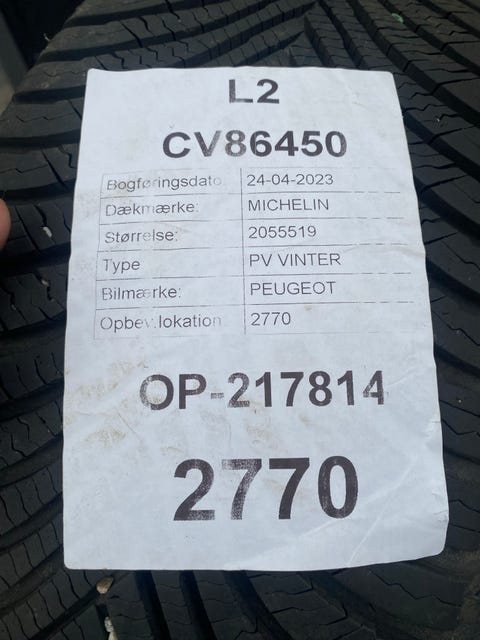 L2
CV86450
Bogføringsdato 24-04-2023
Dækmærke: MICHELIN
Størrelse: 2055519
Type PV VINTER
Bilmærke: PEUGEOT
Opbev.lokation 2770
OP-217814
2770